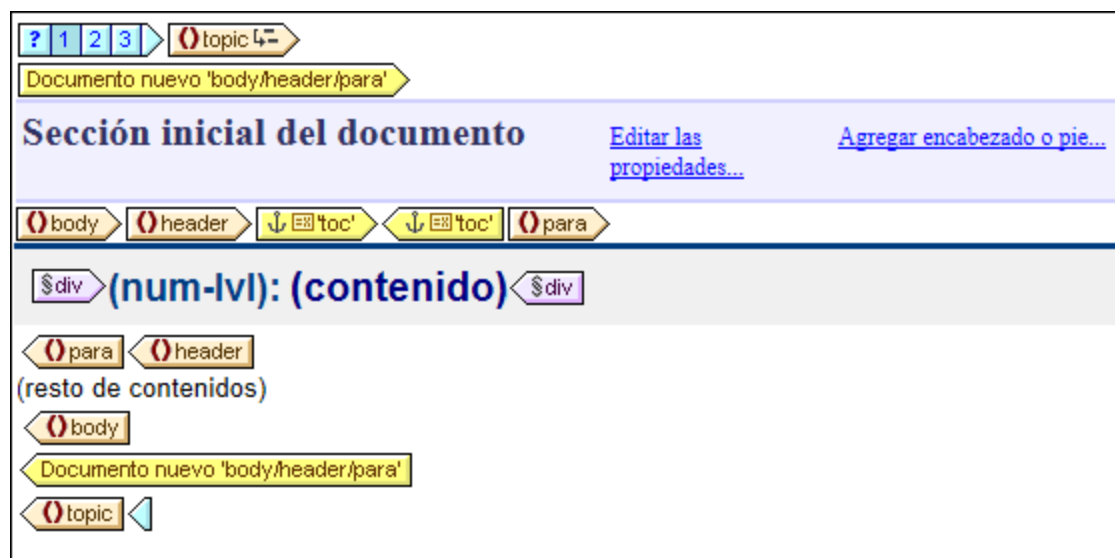 ? 1 2 3 ()topic
Documento nuevo 'body/header/para'
Sección inicial del documento Editar las propiedades... Agregar encabezado o pie...
()body ()header 'toc' 'toc' ()para
§div (num-lvl): (contenido) §div
()para ()header
(resto de contenidos)
()body
Documento nuevo 'body/header/para'
()topic